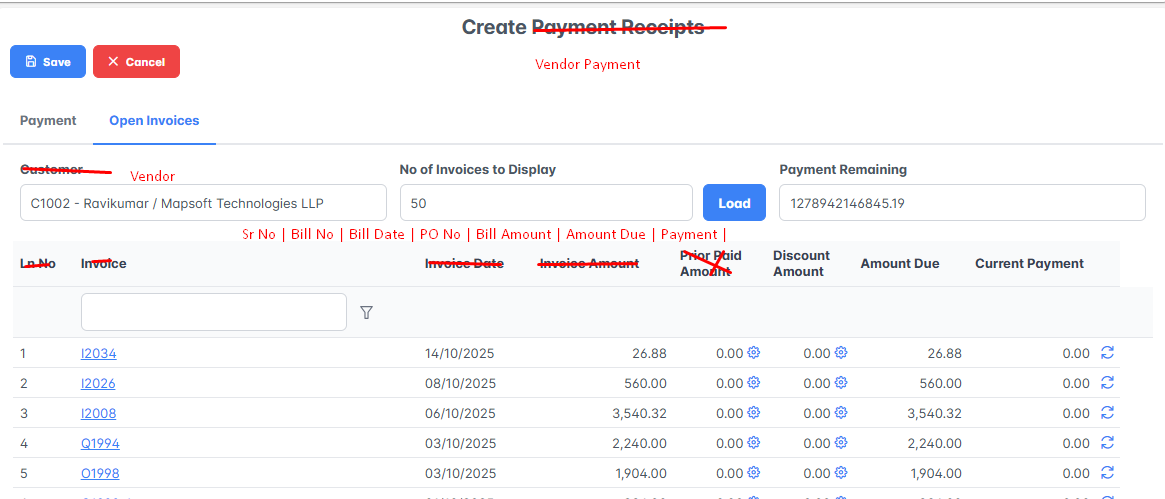 Create Payment Receipts
Save Cancel
Vendor Payment
Payment Open Invoices
Customer Vendor No of Invoices to Display Payment Remaining
C1002 - Ravikumar / Mapsoft Technologies LLP 50 Load 1278942146845.19
Sr No | Bill No | Bill Date | PO No | Bill Amount | Amount Due | Payment |
Ln No Invoice Invoice Date Invoice Amount Prior Paid Amount Discount Amount Amount Due Current Payment
1 I2034 14/10/2025 26.88 0.00 0.00 26.88 0.00
2 I2026 08/10/2025 560.00 0.00 0.00 560.00 0.00
3 I2008 06/10/2025 3,540.32 0.00 0.00 3,540.32 0.00
4 Q1994 03/10/2025 2,240.00 0.00 0.00 2,240.00 0.00
5 O1998 03/10/2025 1,904.00 0.00 0.00 1,904.00 0.00